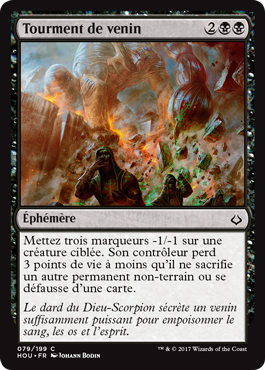 Tourment de venin 2
Éphémère
Mettez trois marqueurs -1/-1 sur une
créature ciblée. Son contrôleur perd
3 points de vie à moins qu'il ne sacrifie
un autre permanent non-terrain ou se
défausse d'une carte.
Le dard du Dieu-Scorpion sécrète un venin
suffisamment puissant pour empoisonner le
sang, les os et l'esprit.
079/199 C
HOU • FR Johann Bodin
™ & © 2017 Wizards of the Coast